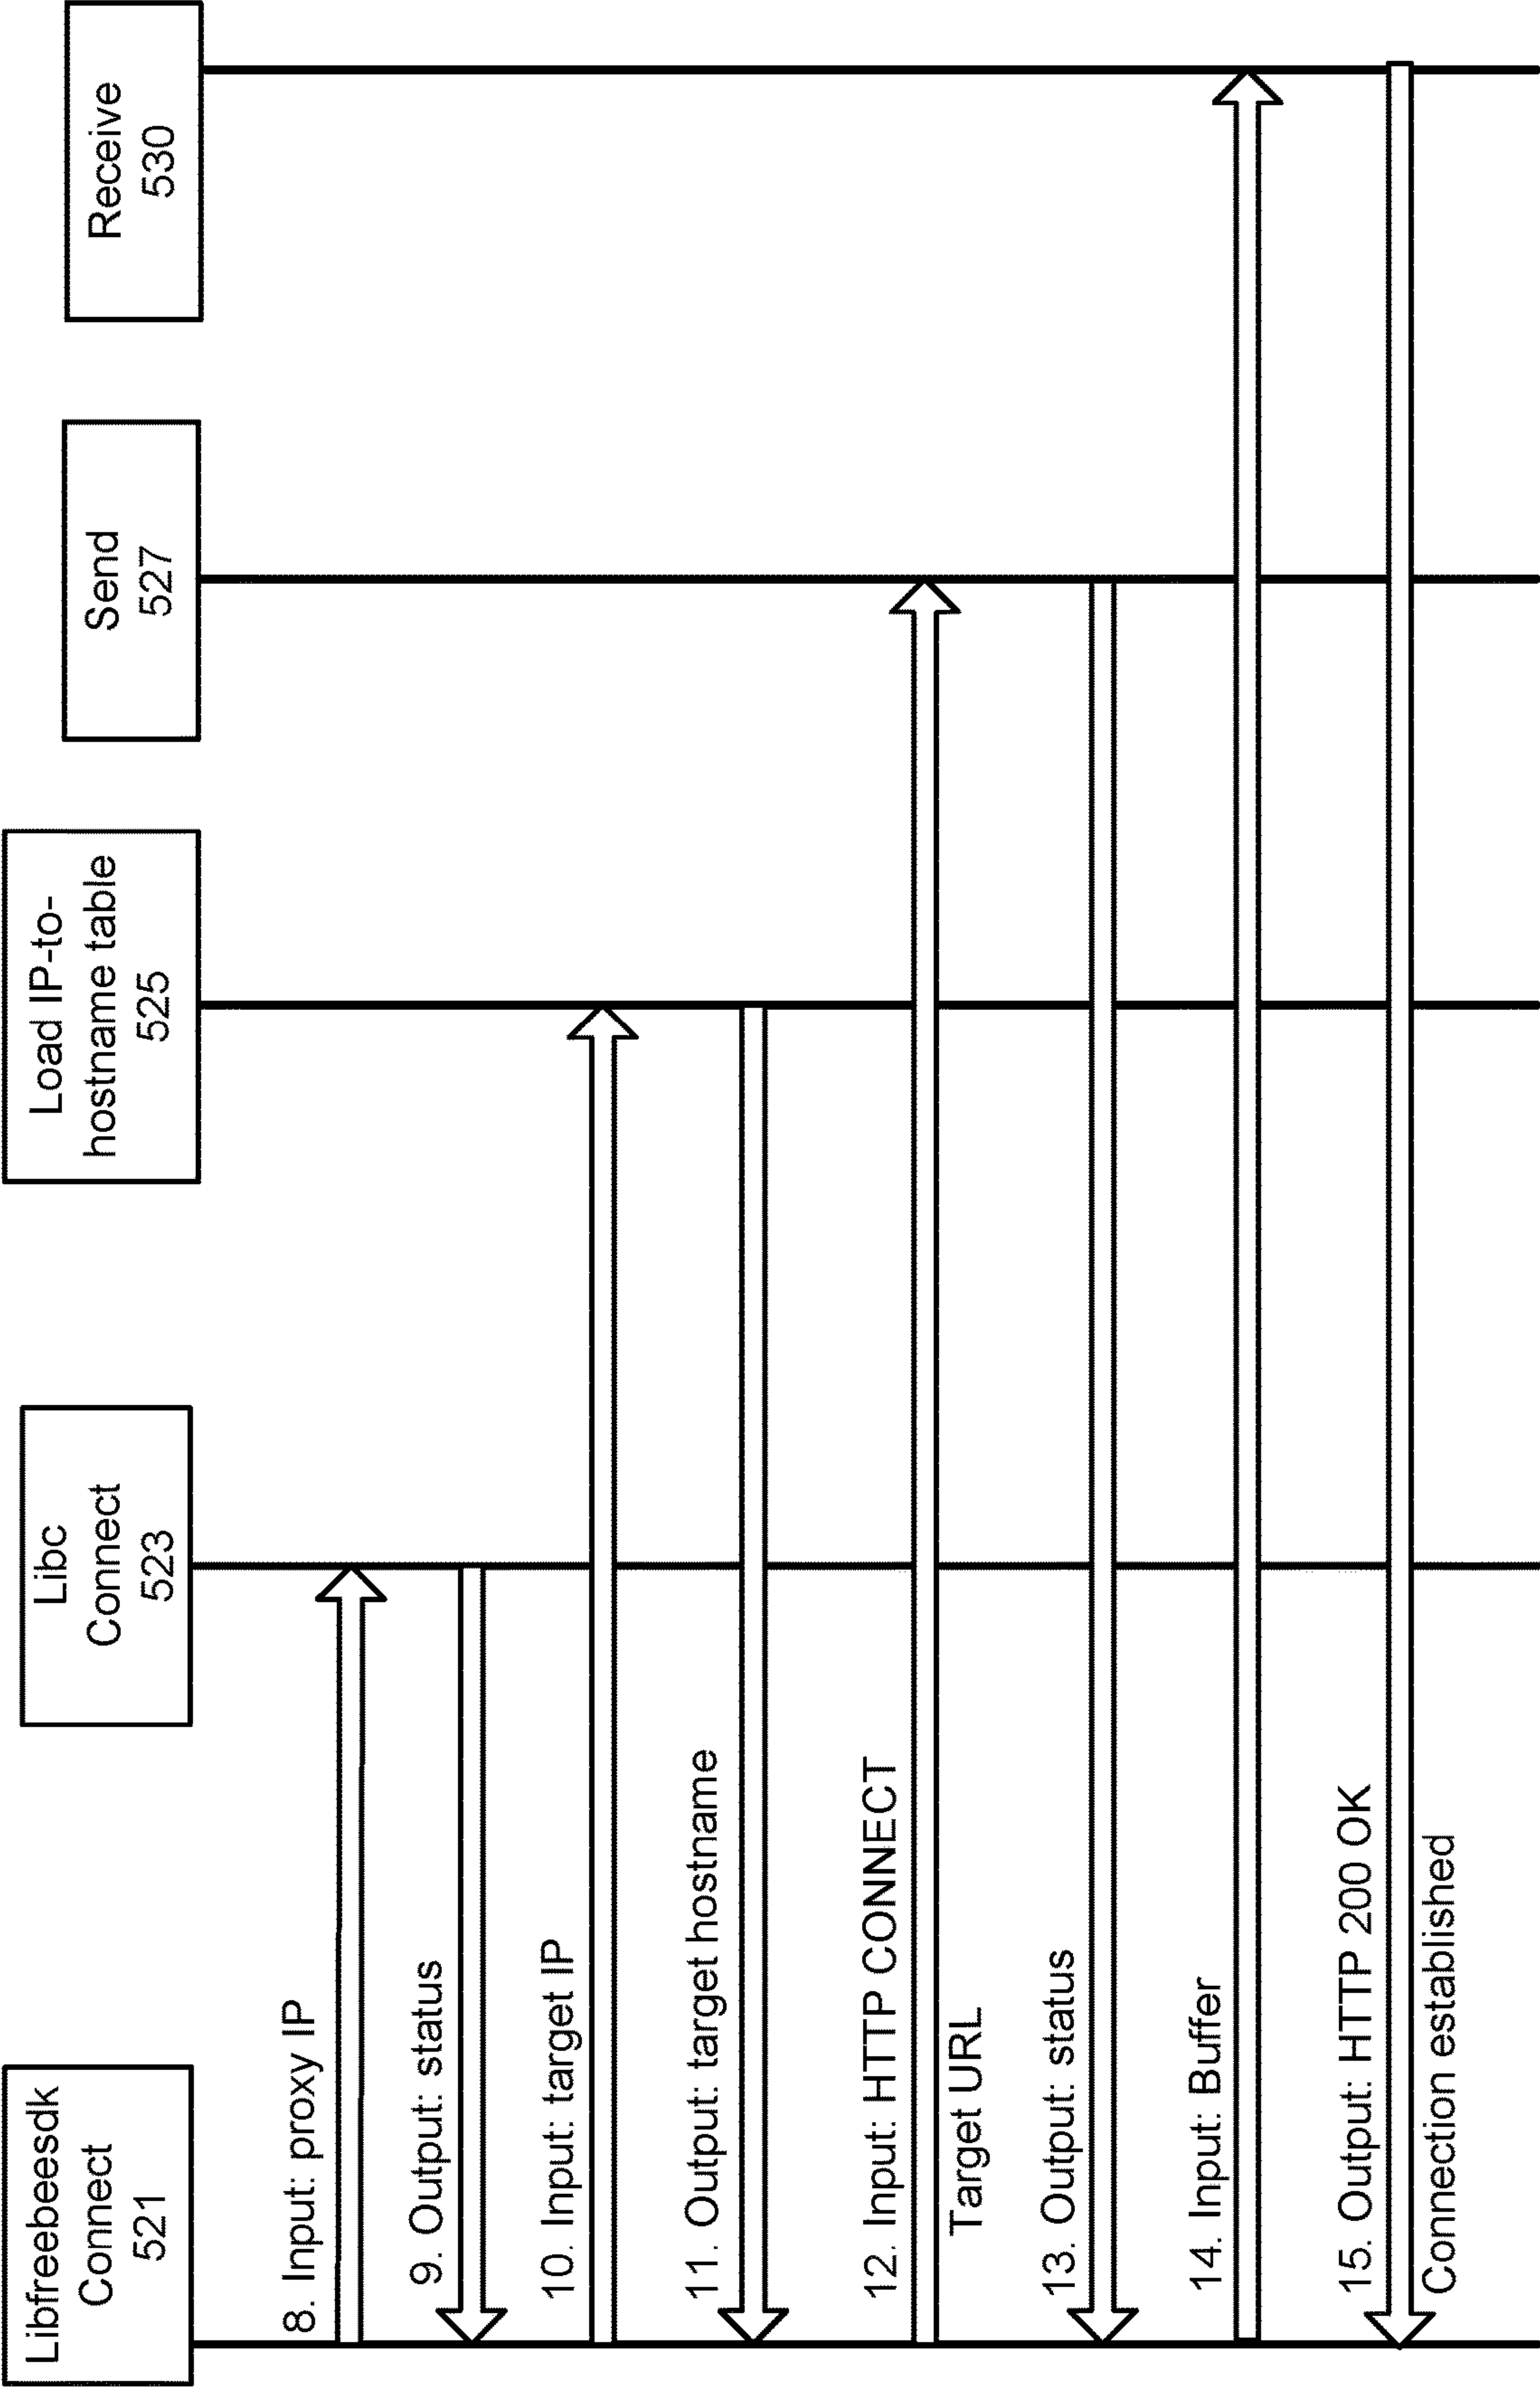 Libfreebeesdk
Connect
521
Libc
Connect
523
Load IP-to-
hostname table
525
Send
527
Receive
530
8. Input: proxy IP
9. Output: status
10. Input: target IP
11. Output: target hostname
12. Input: HTTP CONNECT
Target URL
13. Output: status
14. Input: Buffer
15. Output: HTTP 200 OK
Connection established